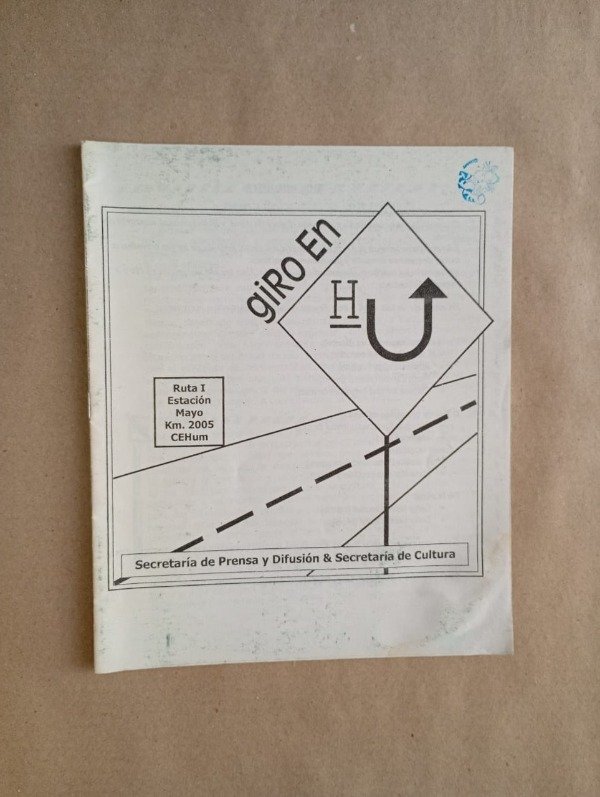 giRo En
H
Ruta I
Estación
Mayo
Km. 2005
CEHum
Secretaría de Prensa y Difusión & Secretaría de Cultura